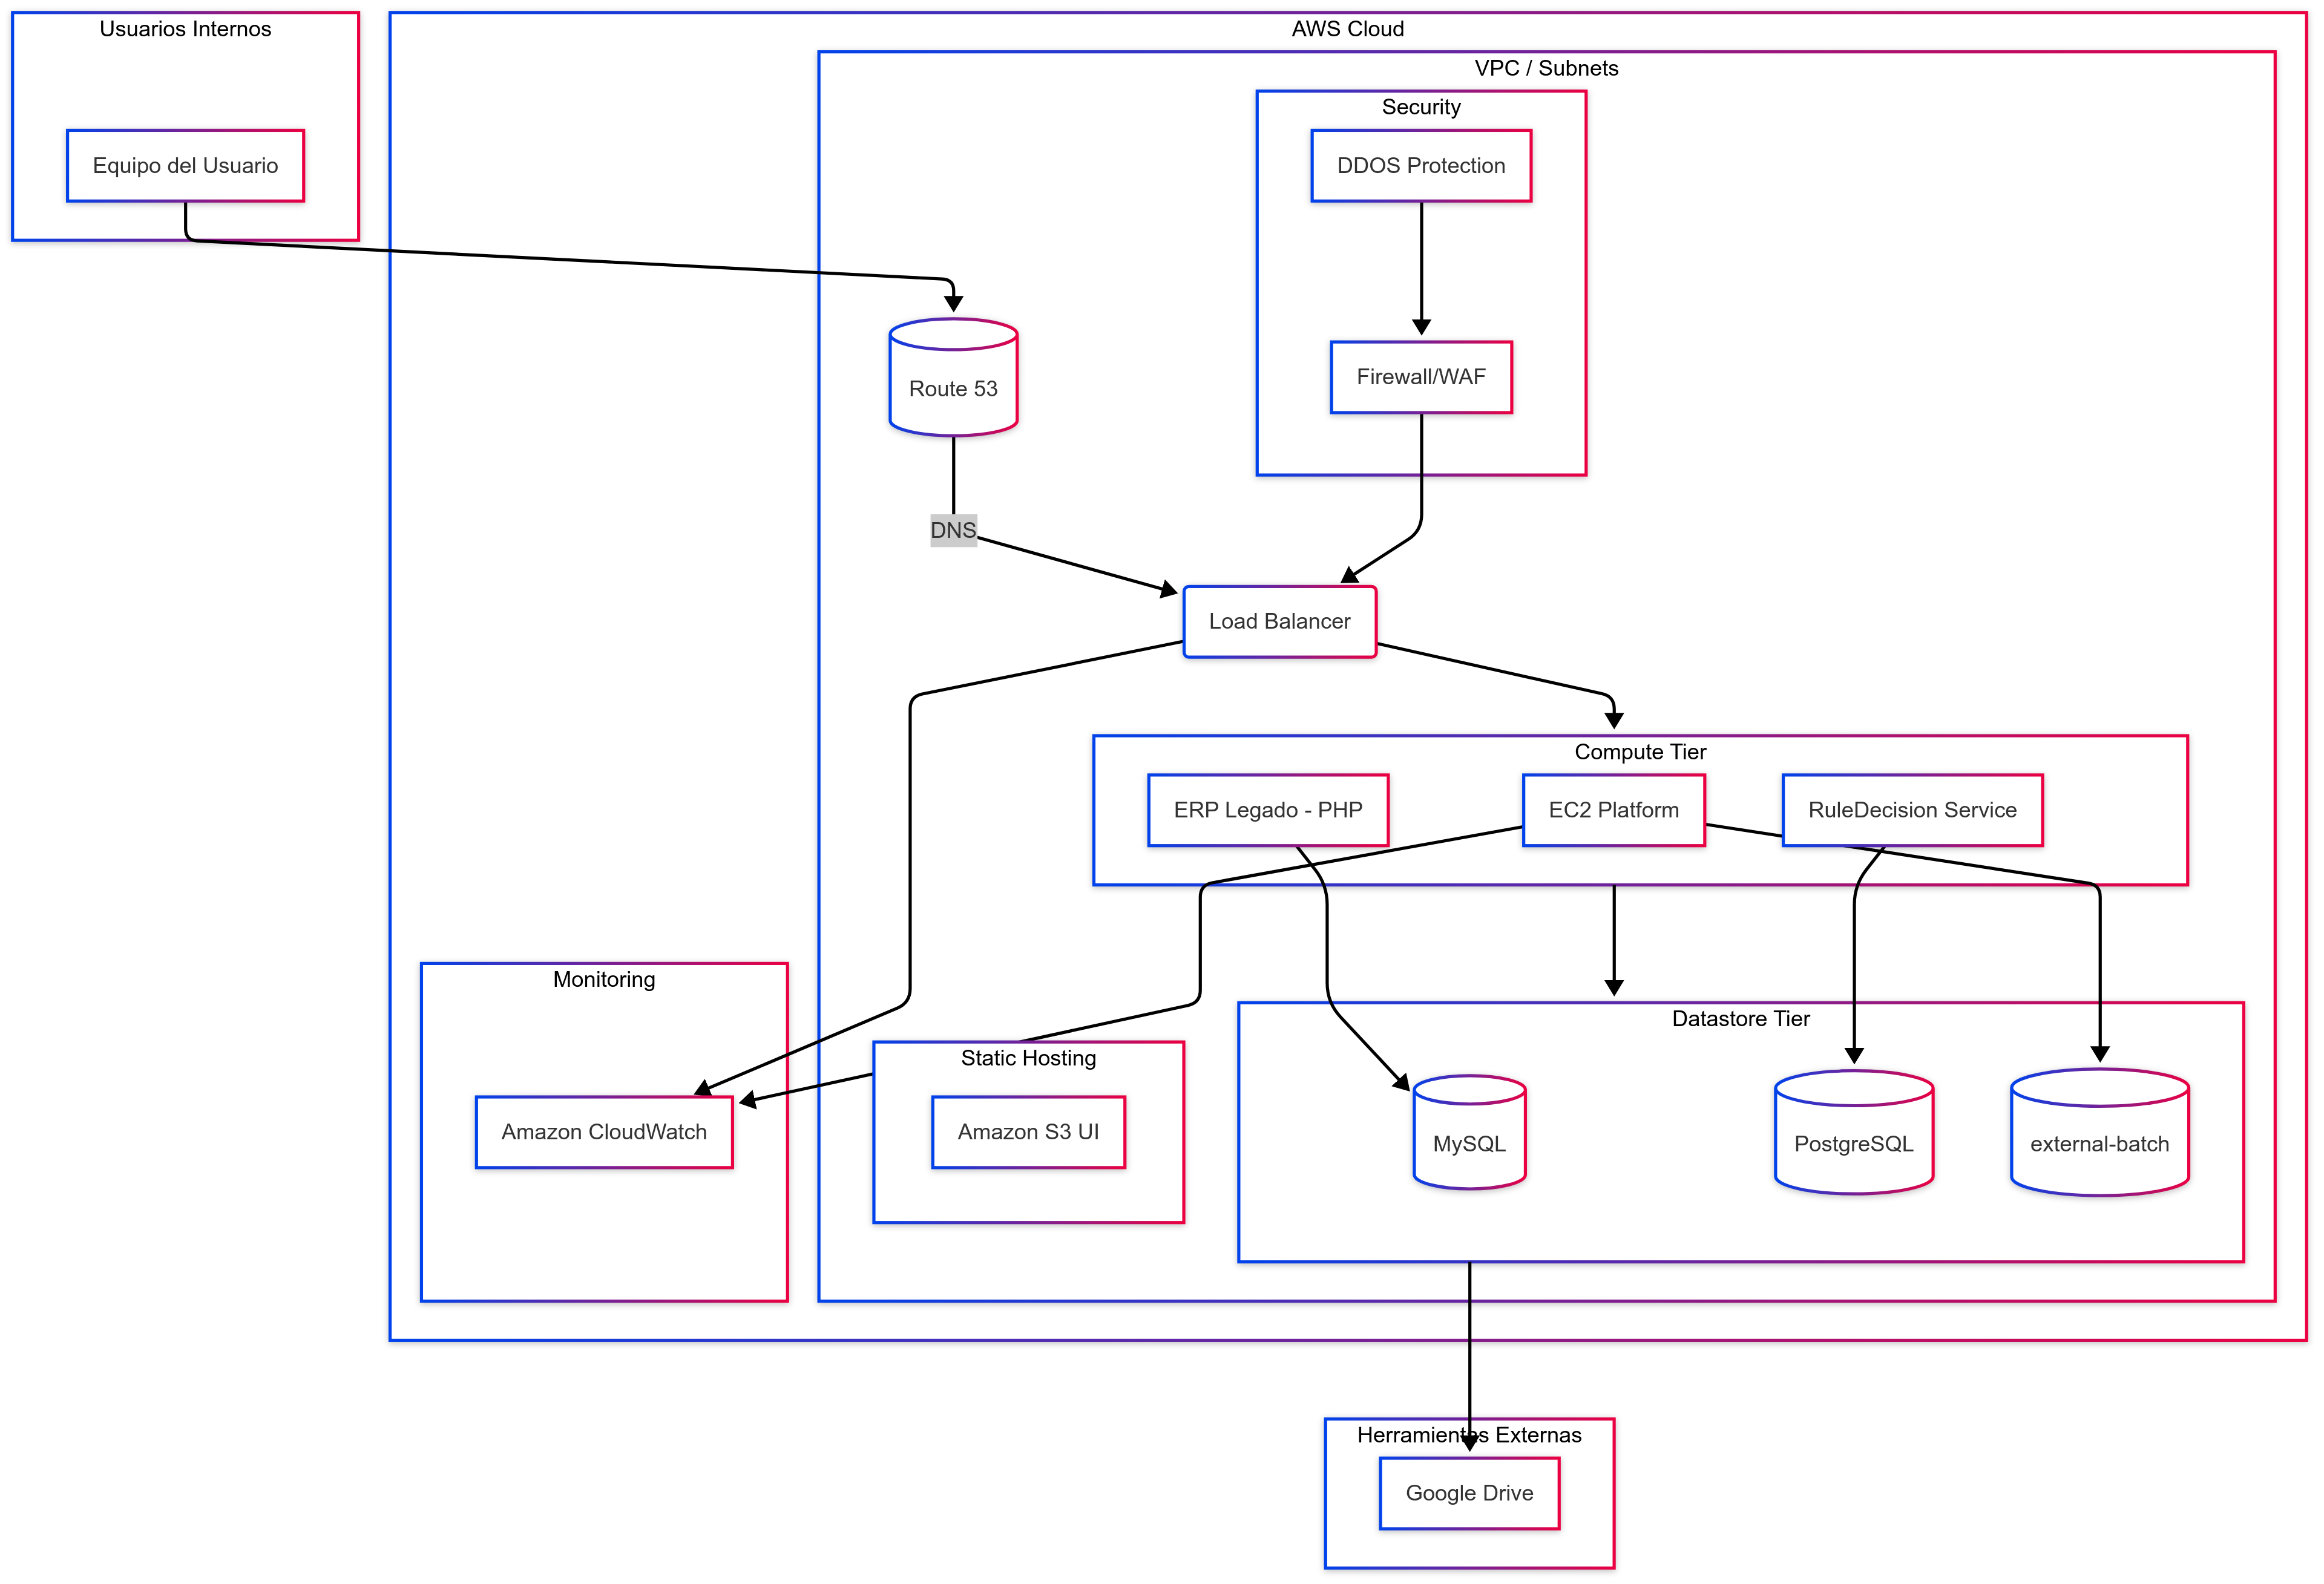 Usuarios Internos
Equipo del Usuario
AWS Cloud
VPC / Subnets
Security
DDOS Protection
Firewall/WAF
Route 53
DNS
Load Balancer
Compute Tier
ERP Legado - PHP
EC2 Platform
RuleDecision Service
Monitoring
Amazon CloudWatch
Static Hosting
Amazon S3 UI
Datastore Tier
MySQL
PostgreSQL
external-batch
Herramientas Externas
Google Drive